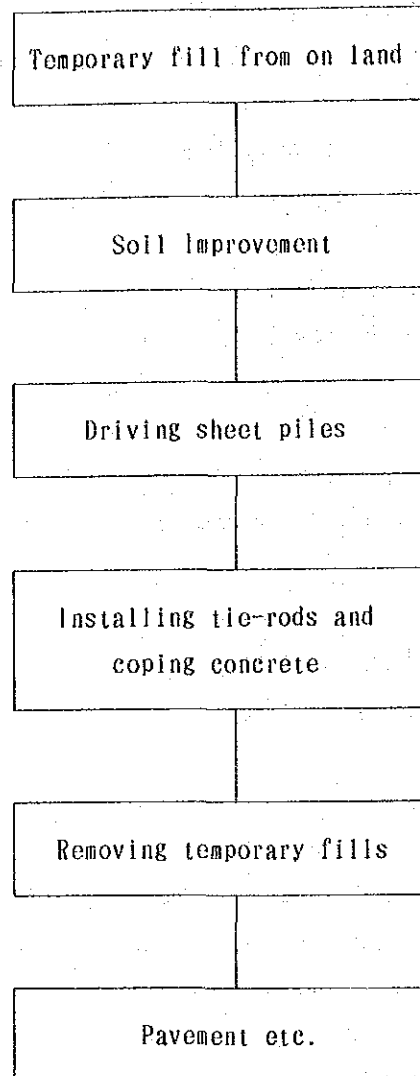 Temporary fill from on land
Soil Improvement
Driving sheet piles
Installing tie-rods and
coping concrete
Removing temporary fills
Pavement etc.